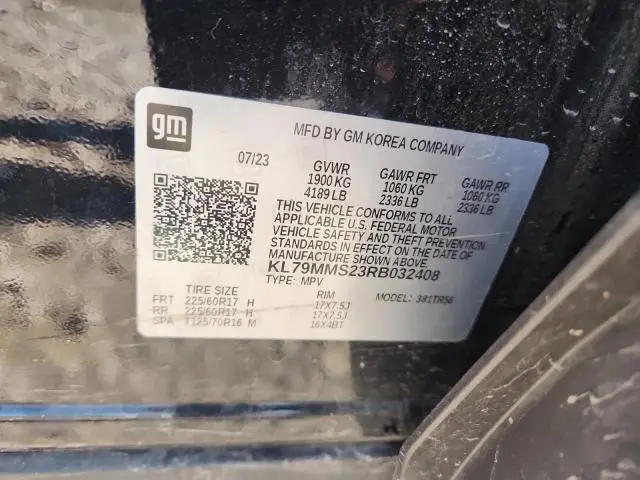 gm
MFD BY GM KOREA COMPANY
07/23 GVWR GAWR FRT GAWR RR
1900 KG 1060 KG 1060 KG
4189 LB 2336 LB 2336 LB
THIS VEHICLE CONFORMS TO ALL
APPLICABLE U.S. FEDERAL MOTOR
VEHICLE SAFETY AND THEFT PREVENTION
STANDARDS IN EFFECT ON THE DATE OF
MANUFACTURE SHOWN ABOVE.
KL79MMS23RB032408
TYPE: MPV MODEL: 381TR56
TIRE SIZE RIM
FRT 225/60R17 H 17X7.5J
RR 225/60R17 H 17X7.5J
SPA T125/70R16 M 16X4BT